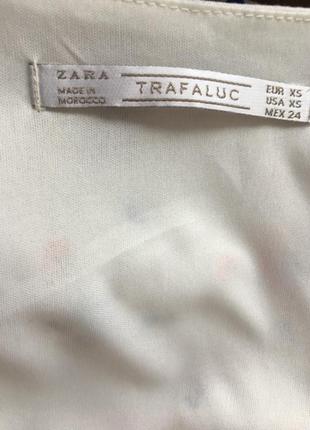 ZARA
MADE IN
MOROCCO
TRAFALUC
EUR XS
USA XS
MEX 24